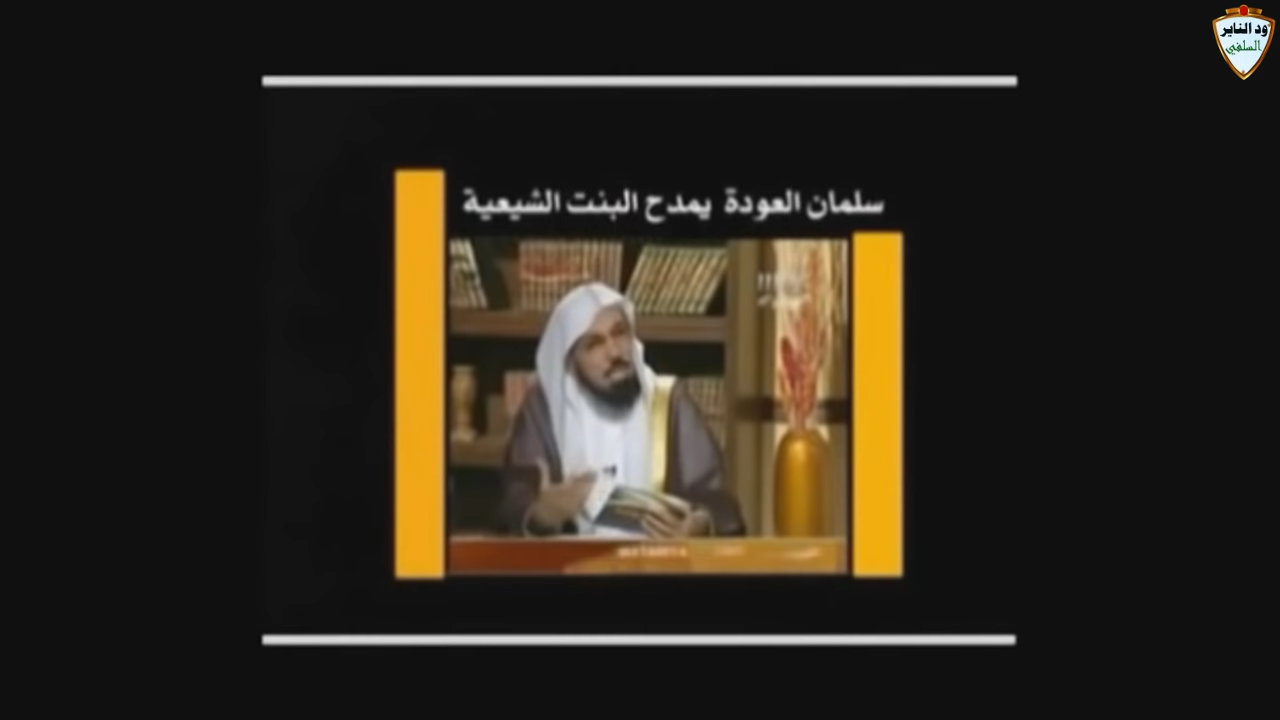 ود الناير
السلفي
سلمان العودة يمدح البنت الشيعية